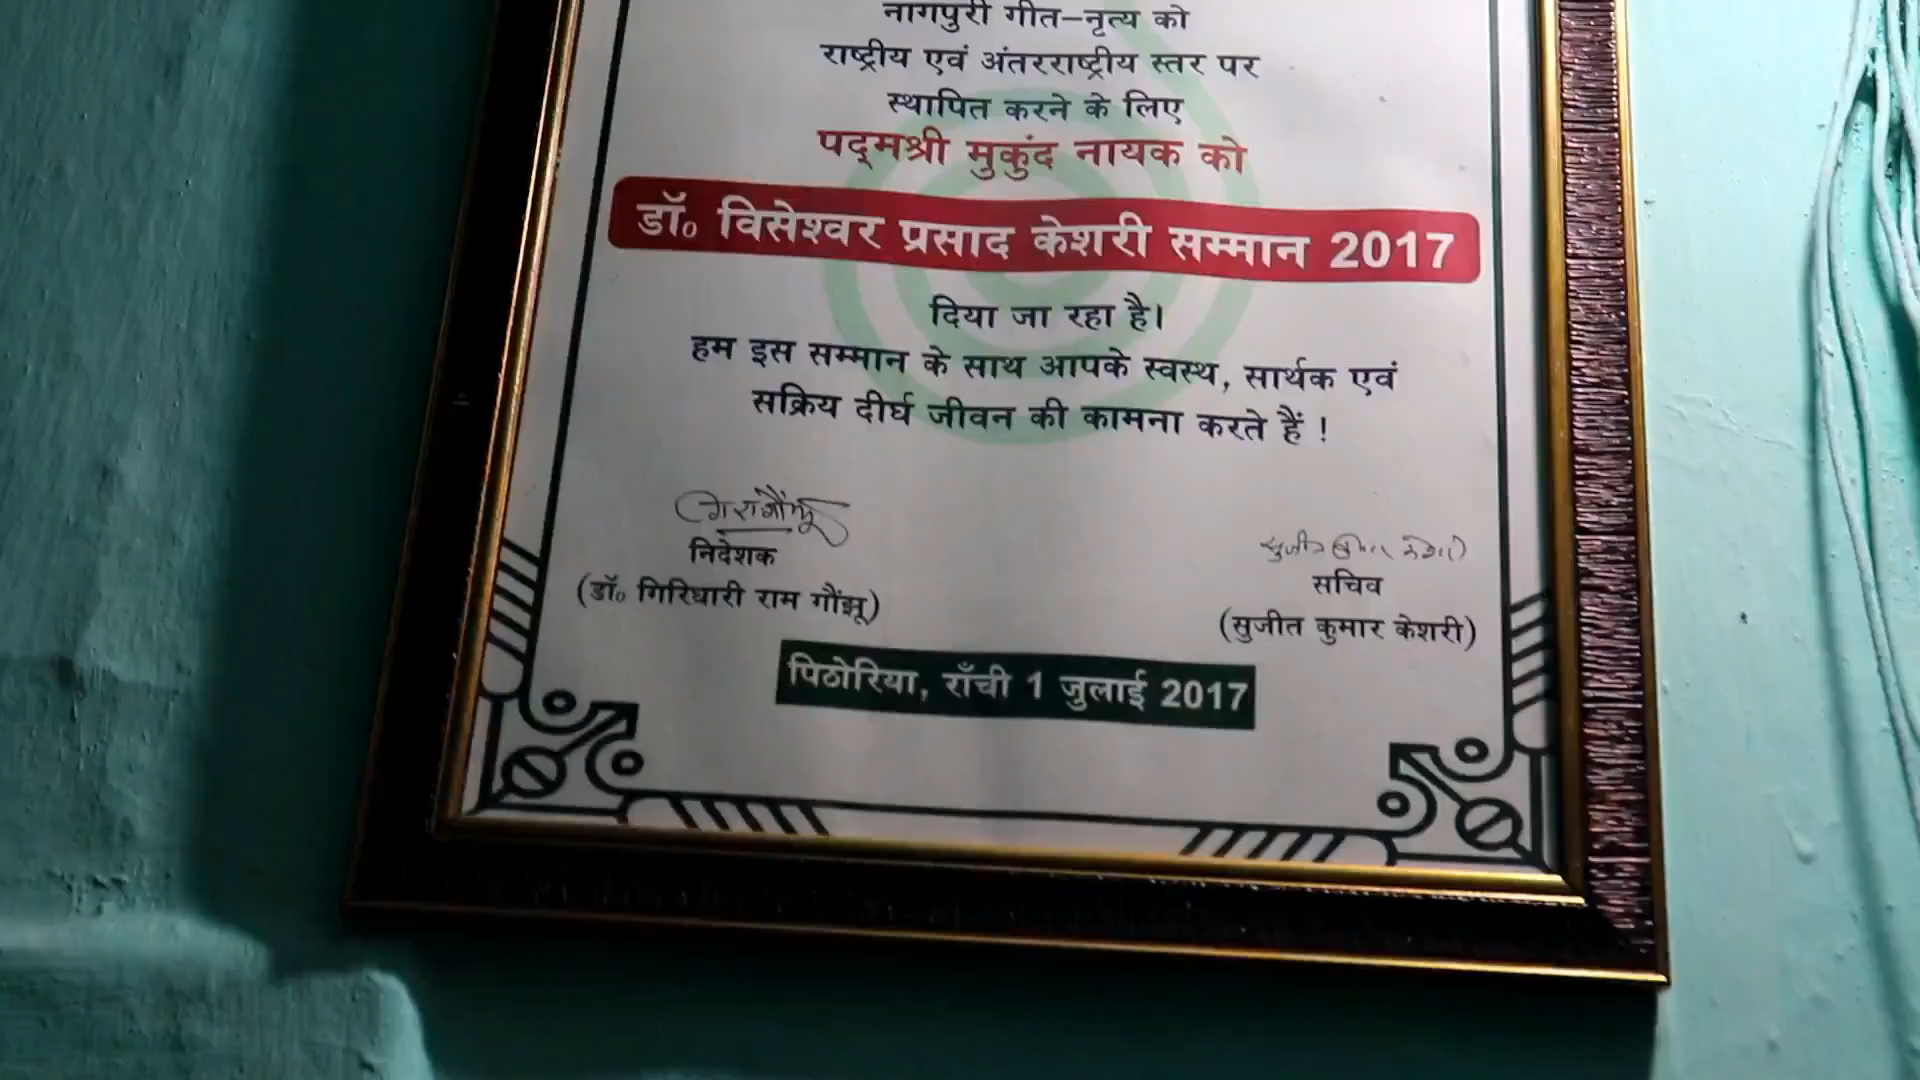 नागपुरी गीत–नृत्य को
राष्ट्रीय एवं अंतरराष्ट्रीय स्तर पर
स्थापित करने के लिए
पद्मश्री मुकुंद नायक को
डॉ॰ विसेश्वर प्रसाद केशरी सम्मान 2017
दिया जा रहा है।
हम इस सम्मान के साथ आपके स्वस्थ, सार्थक एवं
सक्रिय दीर्घ जीवन की कामना करते हैं !
निदेशक
(डॉ॰ गिरिधारी राम गौंझू)
सुजीत कुमार केशरी
सचिव
(सुजीत कुमार केशरी)
पिठोरिया, राँची 1 जुलाई 2017